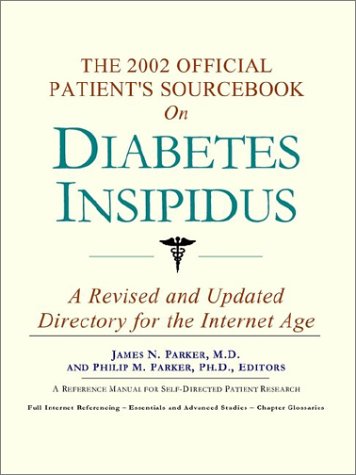 THE 2002 OFFICIAL
PATIENT'S SOURCEBOOK
On
DIABETES
INSIPIDUS
A Revised and Updated
Directory for the Internet Age
JAMES N. PARKER, M.D.
AND PHILIP M. PARKER, PH.D., EDITORS
A REFERENCE MANUAL FOR SELF-DIRECTED PATIENT RESEARCH
Full Internet Referencing – Essentials and Advanced Studies – Chapter Glossaries